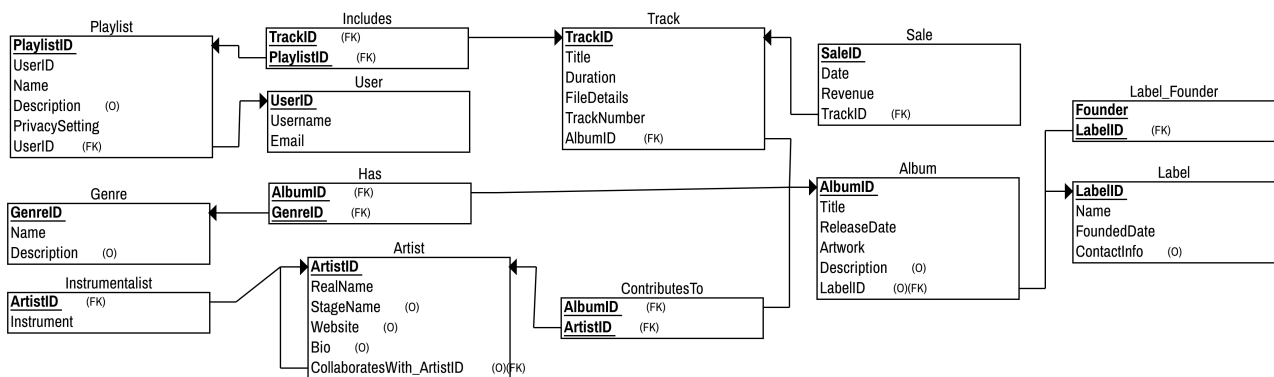 Playlist
PlaylistID
UserID
Name
Description (O)
PrivacySetting
UserID (FK)
Includes
TrackID (FK)
PlaylistID (FK)
User
UserID
Username
Email
Track
TrackID
Title
Duration
FileDetails
TrackNumber
AlbumID (FK)
Sale
SaleID
Date
Revenue
TrackID (FK)
Label_Founder
Founder
LabelID (FK)
Genre
GenreID
Name
Description (O)
Has
AlbumID (FK)
GenreID (FK)
Album
AlbumID
Title
ReleaseDate
Artwork
Description (O)
LabelID (O)(FK)
Label
LabelID
Name
FoundedDate
ContactInfo (O)
Instrumentalist
ArtistID (FK)
Instrument
Artist
ArtistID
RealName
StageName (O)
Website (O)
Bio (O)
CollaboratesWith_ArtistID (O)(FK)
ContributesTo
AlbumID (FK)
ArtistID (FK)